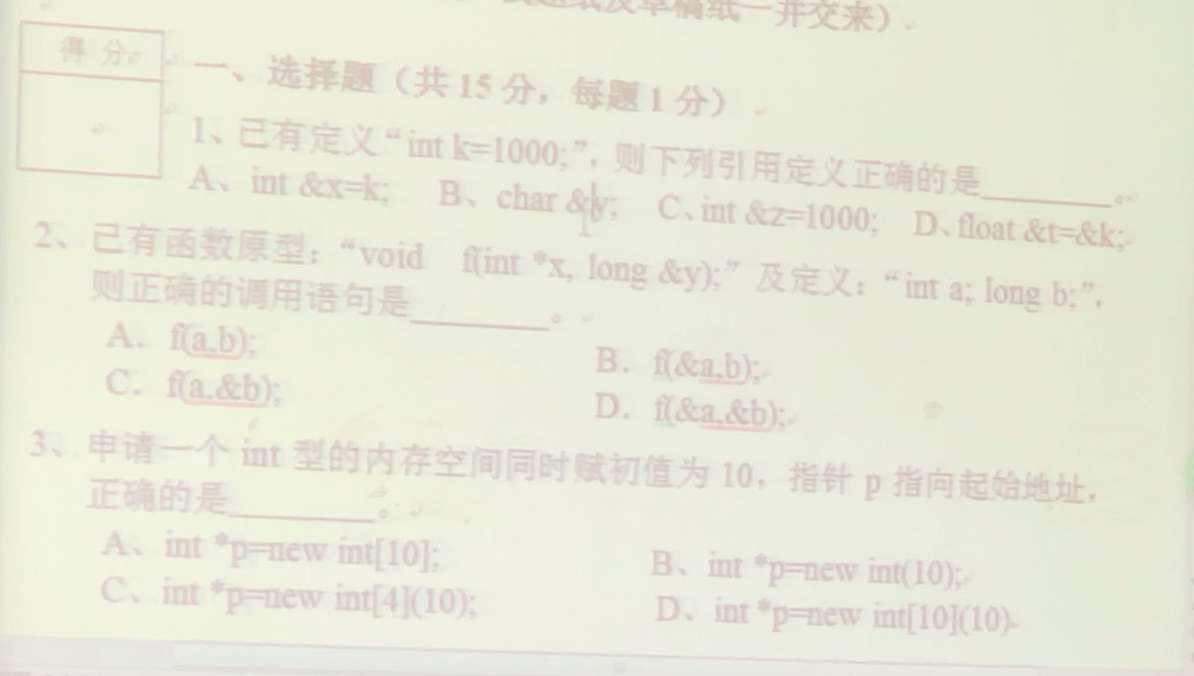 纸一并交来）
得 分
一、选择题（共 15 分，每题 1 分）
1、已有定义“int k=1000;”，则下列引用定义正确的是________。
A、int &x=k; B、char &y; C、int &z=1000; D、float &t=&k;
2、已有函数原型：“void f(int *x, long &y);”及定义：“int a; long b;”，
则正确的调用语句是________。
A. f(a,b);
B. f(&a,b);
C. f(a,&b);
D. f(&a,&b);
3、申请一个 int 型的内存空间同时赋初值为 10，指针 p 指向起始地址，
正确的是________。
A、int *p=new int[10];
B、int *p=new int(10);
C、int *p=new int[4](10);
D、int *p=new int[10](10)